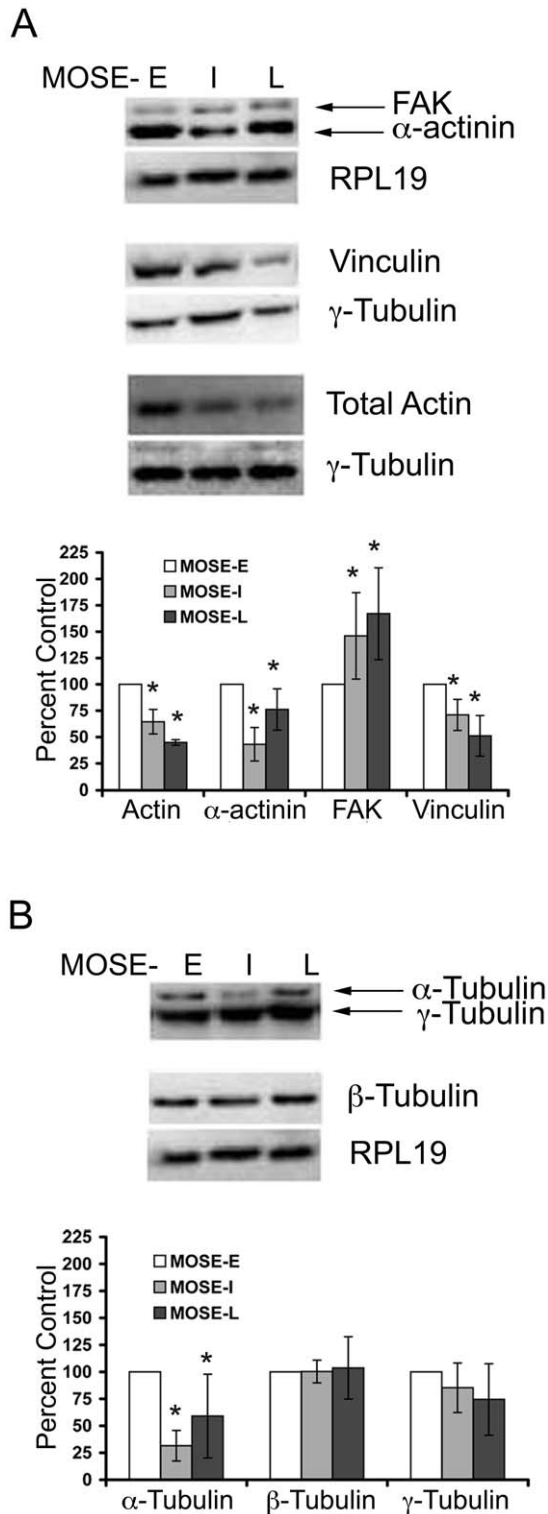 A
MOSE- E I L
FAK
α-actinin
RPL19
Vinculin
γ-Tubulin
Total Actin
γ-Tubulin
Percent Control
225
200
175
150
125
100
75
50
25
0
MOSE-E
MOSE-I
MOSE-L
* * * * * * * *
Actin α-actinin FAK Vinculin
B
MOSE- E I L
α-Tubulin
γ-Tubulin
β-Tubulin
RPL19
Percent Control
225
200
175
150
125
100
75
50
25
0
MOSE-E
MOSE-I
MOSE-L
* *
α-Tubulin β-Tubulin γ-Tubulin